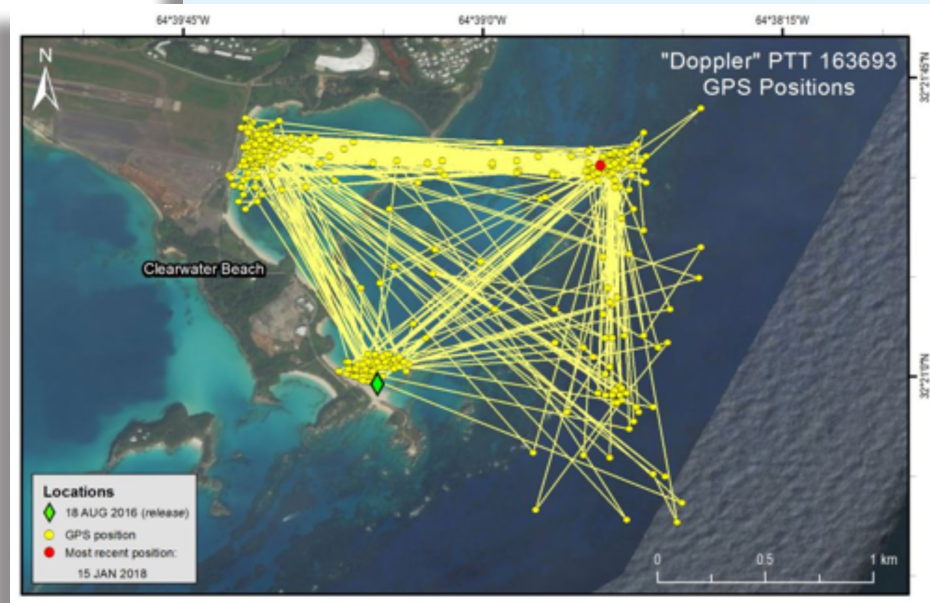 64°39'45"W 64°39'0"W 64°38'15"W
N
"Doppler" PTT 163693
GPS Positions
32°21'45"N
Clearwater Beach
32°21'0"N
Locations
18 AUG 2016 (release)
GPS position
Most recent position:
15 JAN 2018
0 0.5 1 km